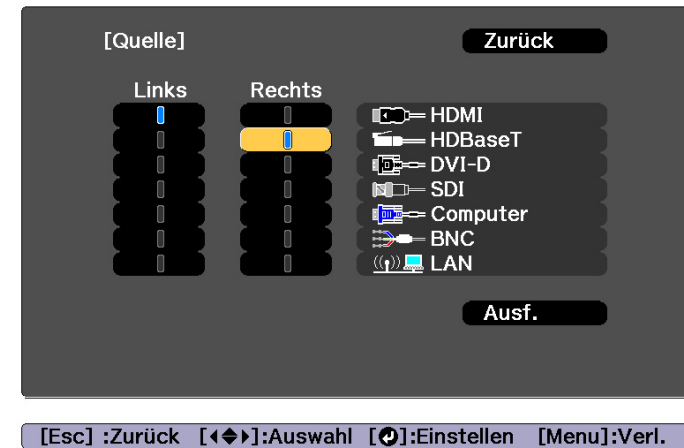 [Quelle] Zurück
Links Rechts
HDMI
HDBaseT
DVI-D
SDI
Computer
BNC
LAN
Ausf.
[Esc] :Zurück [◀◆▶]:Auswahl [↵]:Einstellen [Menu]:Verl.